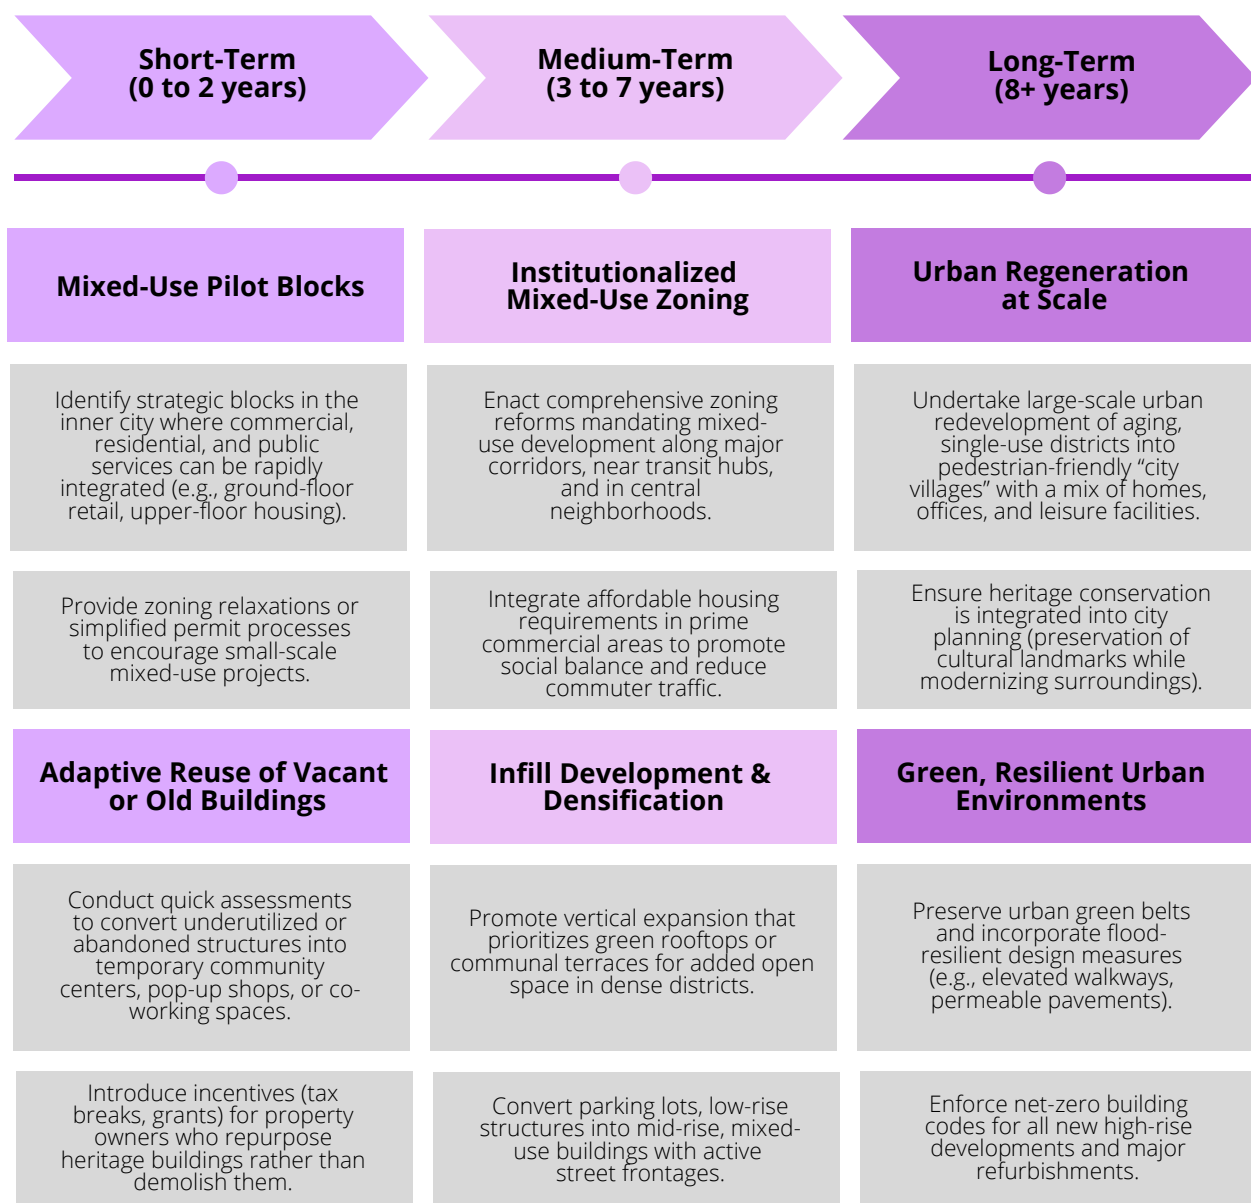 Short-Term
(0 to 2 years)
Medium-Term
(3 to 7 years)
Long-Term
(8+ years)
Mixed-Use Pilot Blocks
Institutionalized
Mixed-Use Zoning
Urban Regeneration
at Scale
Identify strategic blocks in the
inner city where commercial,
residential, and public
services can be rapidly
integrated (e.g., ground-floor
retail, upper-floor housing).
Enact comprehensive zoning
reforms mandating mixed-
use development along major
corridors, near transit hubs,
and in central
neighborhoods.
Undertake large-scale urban
redevelopment of aging,
single-use districts into
pedestrian-friendly “city
villages” with a mix of homes,
offices, and leisure facilities.
Provide zoning relaxations or
simplified permit processes
to encourage small-scale
mixed-use projects.
Integrate affordable housing
requirements in prime
commercial areas to promote
social balance and reduce
commuter traffic.
Ensure heritage conservation
is integrated into city
planning (preservation of
cultural landmarks while
modernizing surroundings).
Adaptive Reuse of Vacant
or Old Buildings
Infill Development &
Densification
Green, Resilient Urban
Environments
Conduct quick assessments
to convert underutilized or
abandoned structures into
temporary community
centers, pop-up shops, or co-
working spaces.
Promote vertical expansion that
prioritizes green rooftops or
communal terraces for added open
space in dense districts.
Preserve urban green belts
and incorporate flood-
resilient design measures
(e.g., elevated walkways,
permeable pavements).
Introduce incentives (tax
breaks, grants) for property
owners who repurpose
heritage buildings rather than
demolish them.
Convert parking lots, low-rise
structures into mid-rise, mixed-
use buildings with active
street frontages.
Enforce net-zero building
codes for all new high-rise
developments and major
refurbishments.